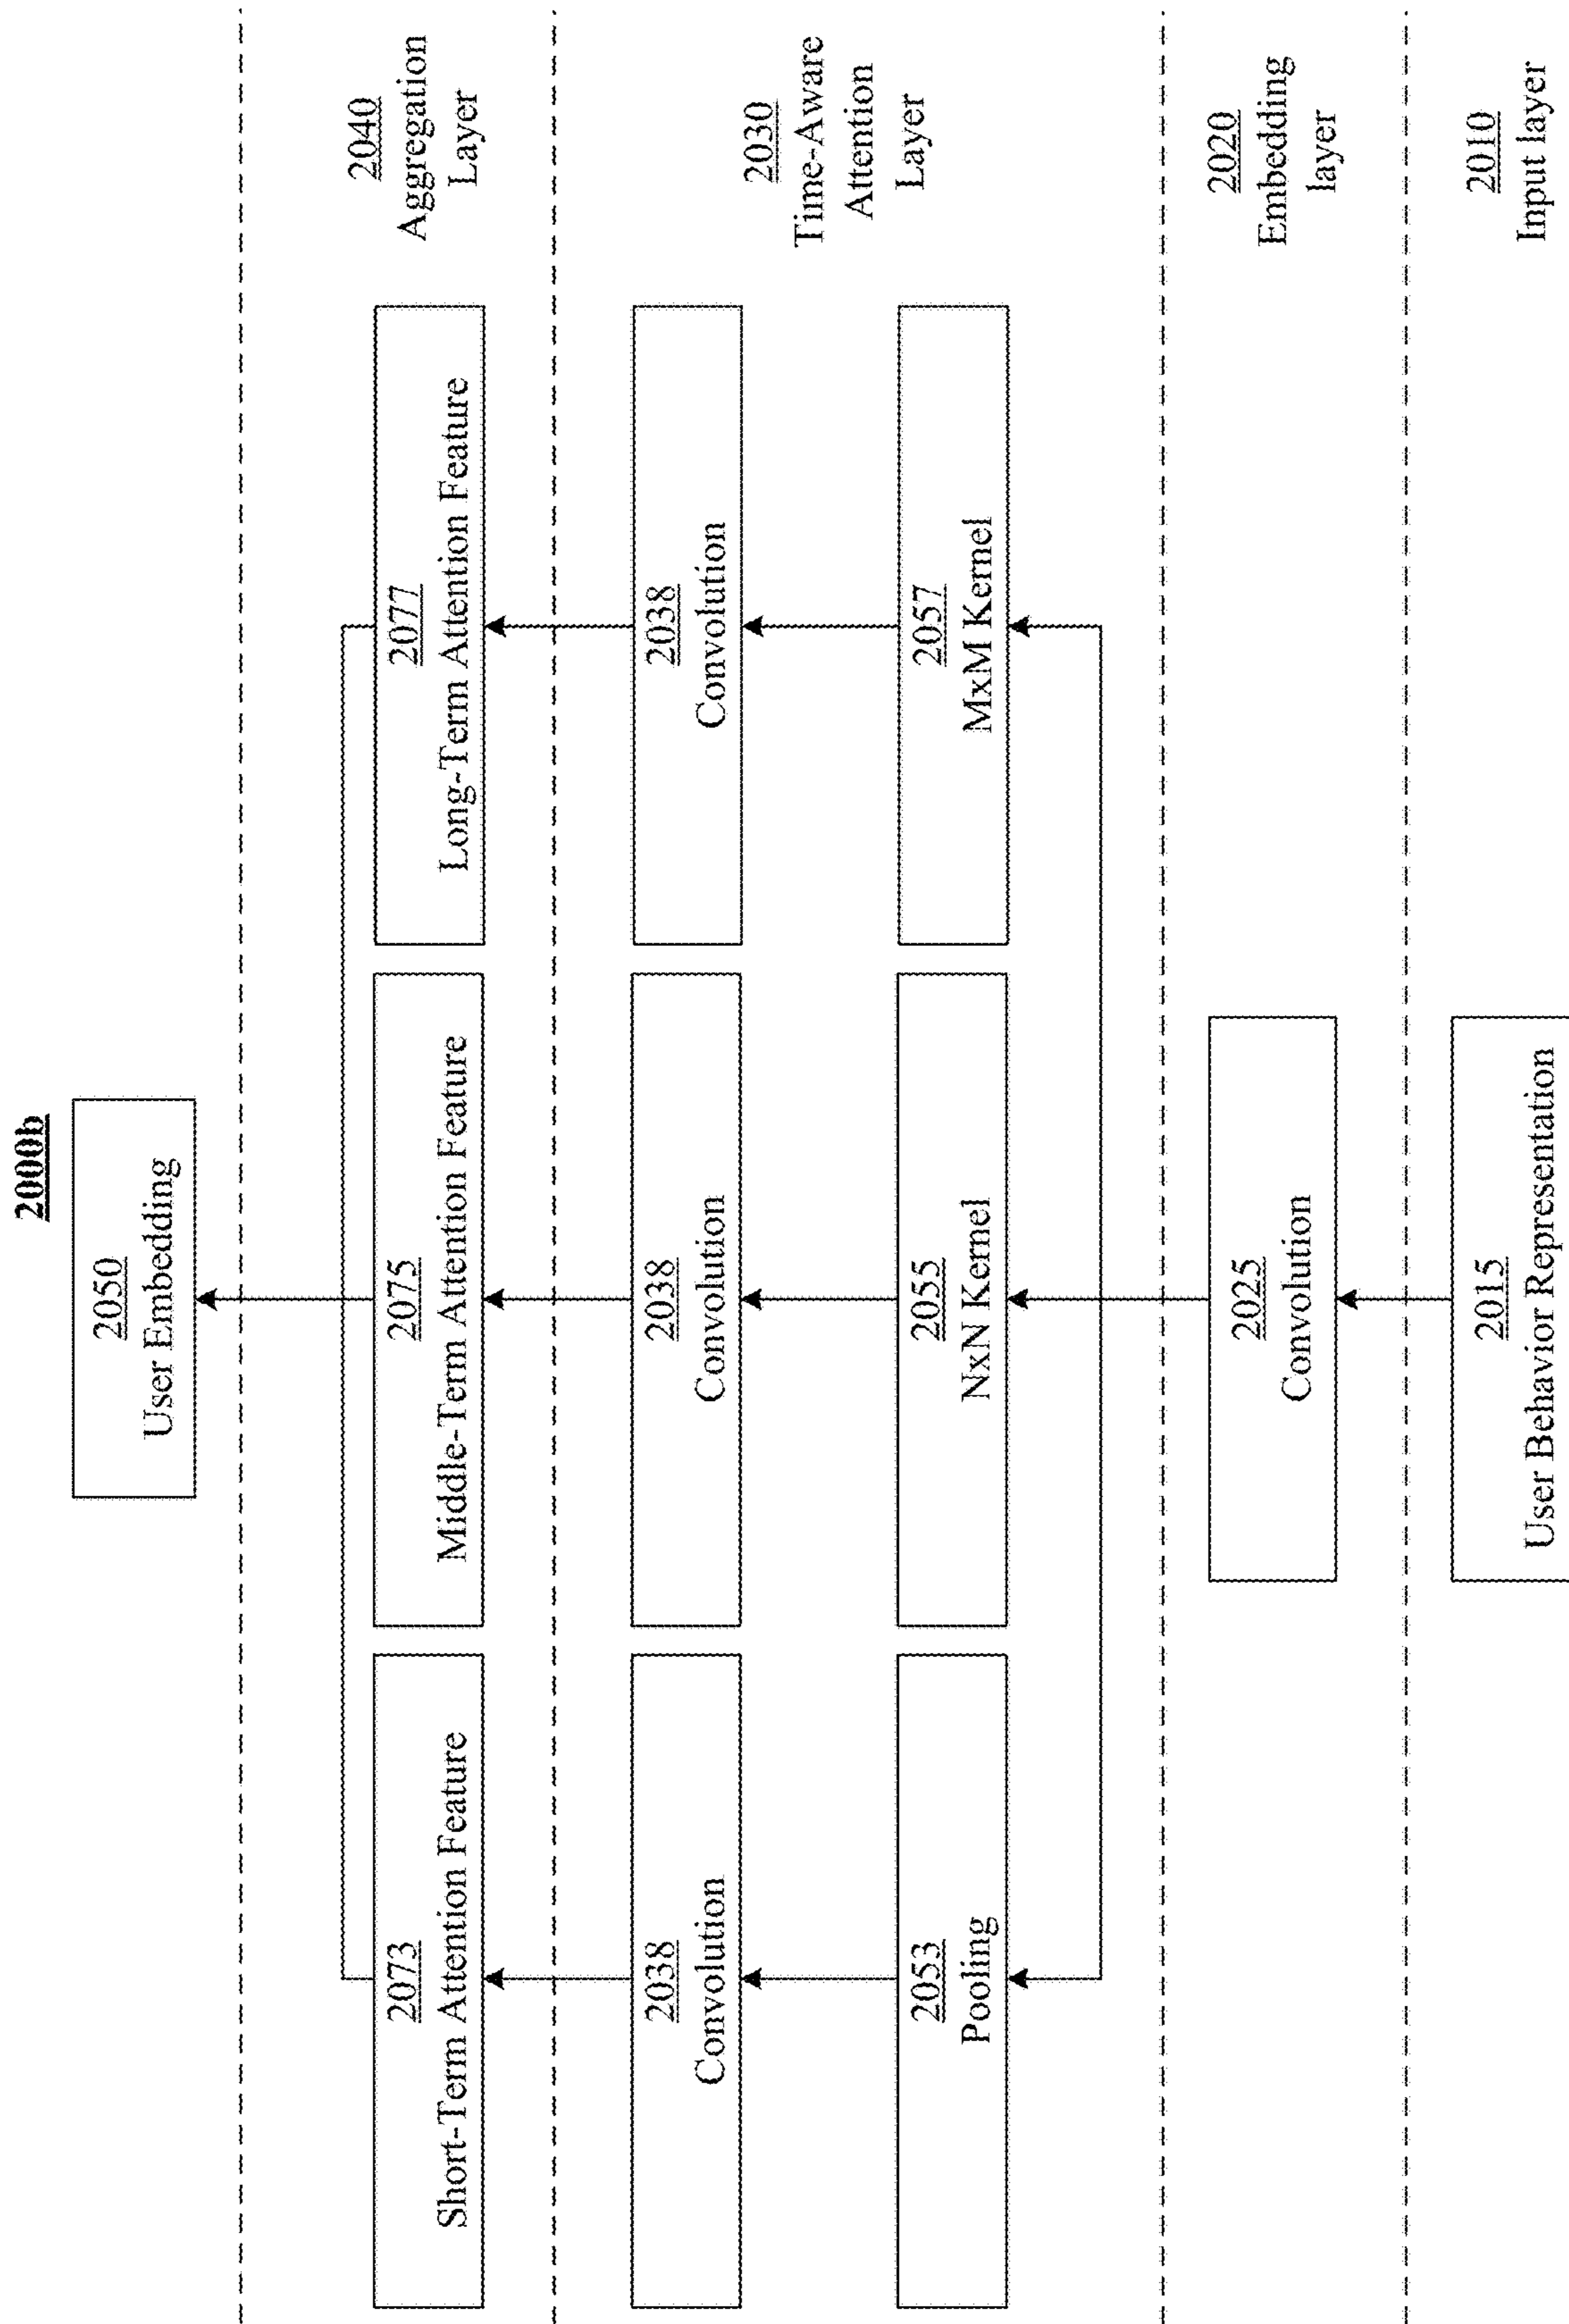 2000b
2050
User Embedding
2040
Aggregation
Layer
2073
Short-Term Attention Feature
2075
Middle-Term Attention Feature
2077
Long-Term Attention Feature
2038
Convolution
2038
Convolution
2038
Convolution
2030
Time-Aware
Attention
Layer
2053
Pooling
2055
NxN Kernel
2057
MxM Kernel
2025
Convolution
2020
Embedding
layer
2015
User Behavior Representation
2010
Input layer